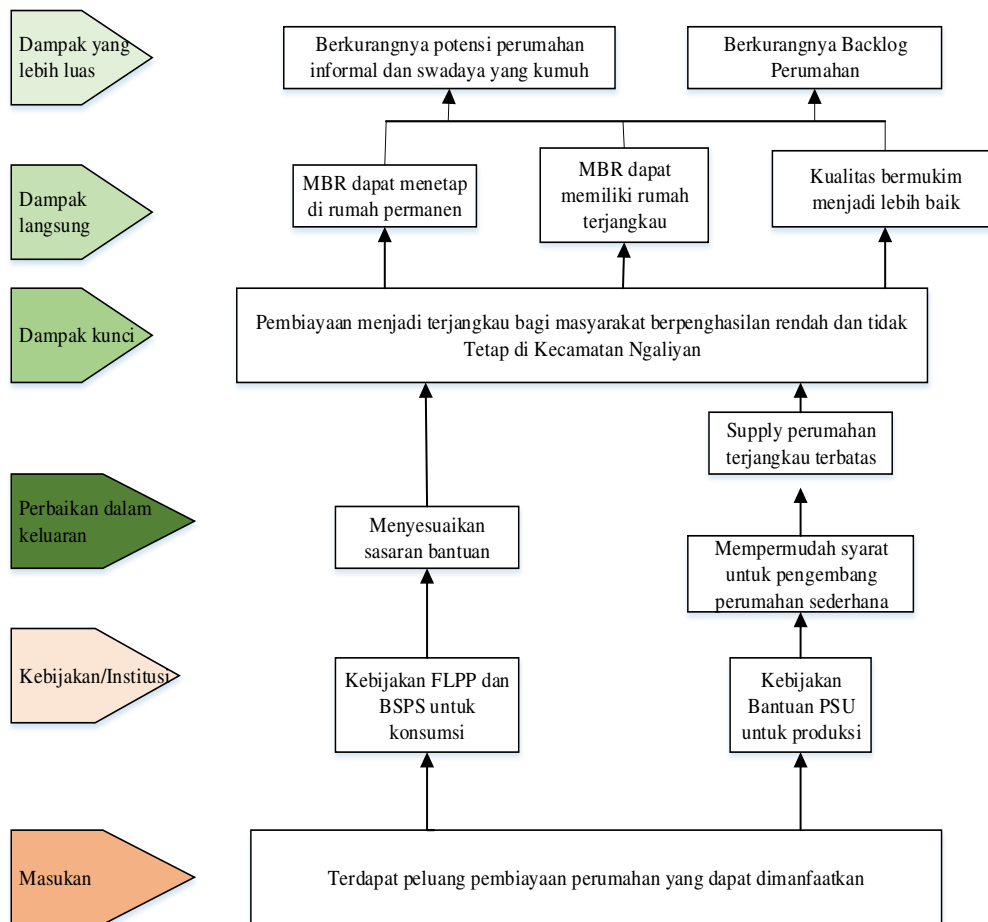 Dampak yang
lebih luas
Berkurangnya potensi perumahan
informal dan swadaya yang kumuh
Berkurangnya Backlog
Perumahan
Dampak
langsung
MBR dapat menetap
di rumah permanen
MBR dapat
memiliki rumah
terjangkau
Kualitas bermukim
menjadi lebih baik
Dampak kunci
Pembiayaan menjadi terjangkau bagi masyarakat berpenghasilan rendah dan tidak
Tetap di Kecamatan Ngaliyan
Supply perumahan
terjangkau terbatas
Perbaikan dalam
keluaran
Menyesuaikan
sasaran bantuan
Mempermudah syarat
untuk pengembang
perumahan sederhana
Kebijakan/Institusi
Kebijakan FLPP dan
BSPS untuk
konsumsi
Kebijakan
Bantuan PSU
untuk produksi
Masukan
Terdapat peluang pembiayaan perumahan yang dapat dimanfaatkan